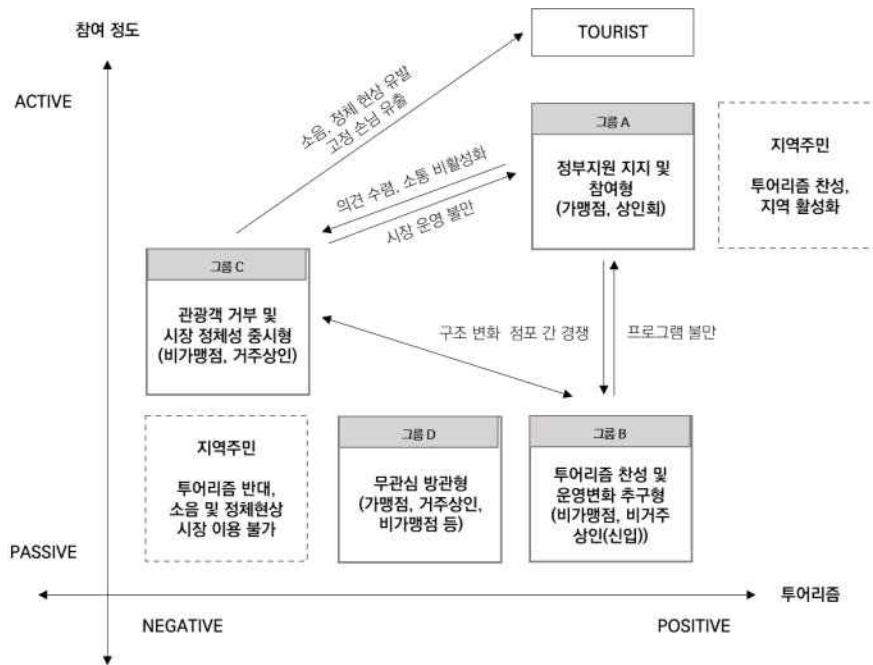 참여 정도
TOURIST
ACTIVE
소음, 정체 현상 유발
고정 손님 유출
그룹 A
정부지원 지지 및
참여형
(가맹점, 상인회)
지역주민
투어리즘 찬성,
지역 활성화
의견 수렴, 소통 비활성화
시장 운영 불만
그룹 C
관광객 거부 및
시장 정체성 중시형
(비가맹점, 거주상인)
구조 변화 점포 간 경쟁
프로그램 불만
지역주민
투어리즘 반대,
소음 및 정체현상
시장 이용 불가
그룹 D
무관심 방관형
(가맹점, 거주상인,
비가맹점 등)
그룹 B
투어리즘 찬성 및
운영변화 추구형
(비가맹점, 비거주
상인(신입))
PASSIVE
투어리즘
NEGATIVE
POSITIVE